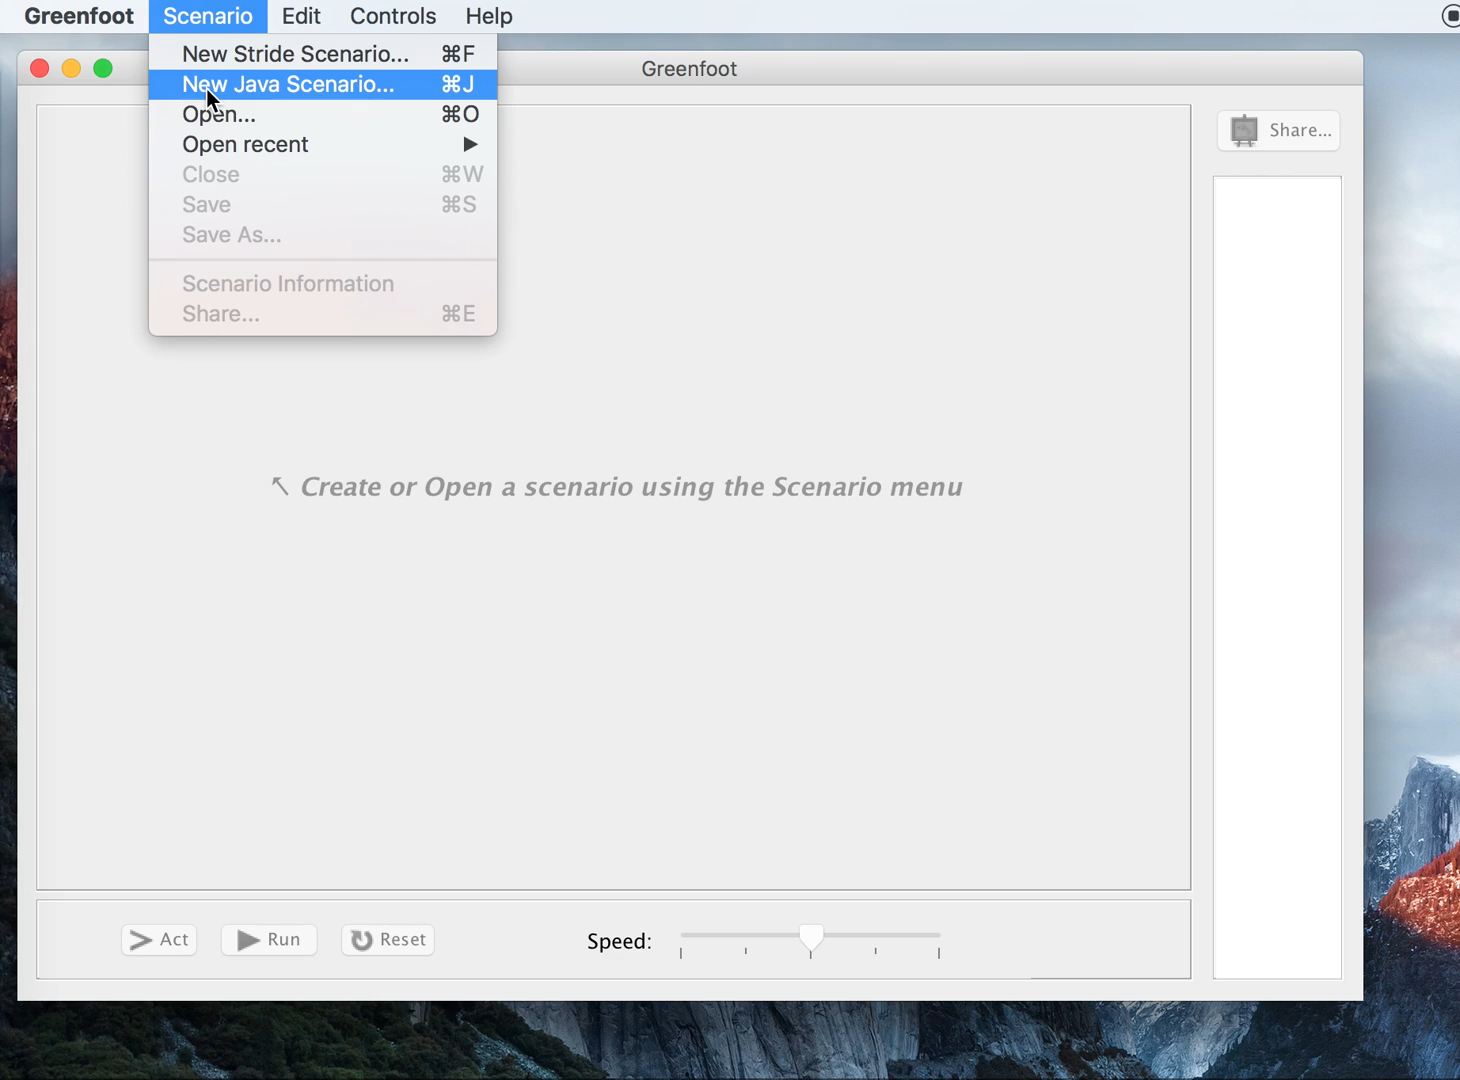 Greenfoot Scenario Edit Controls Help
New Stride Scenario... ⌘F
New Java Scenario... ⌘J
Open... ⌘O
Open recent ▶
Close ⌘W
Save ⌘S
Save As...
Scenario Information
Share... ⌘E
Greenfoot
Share...
↖ Create or Open a scenario using the Scenario menu
Act Run Reset Speed: